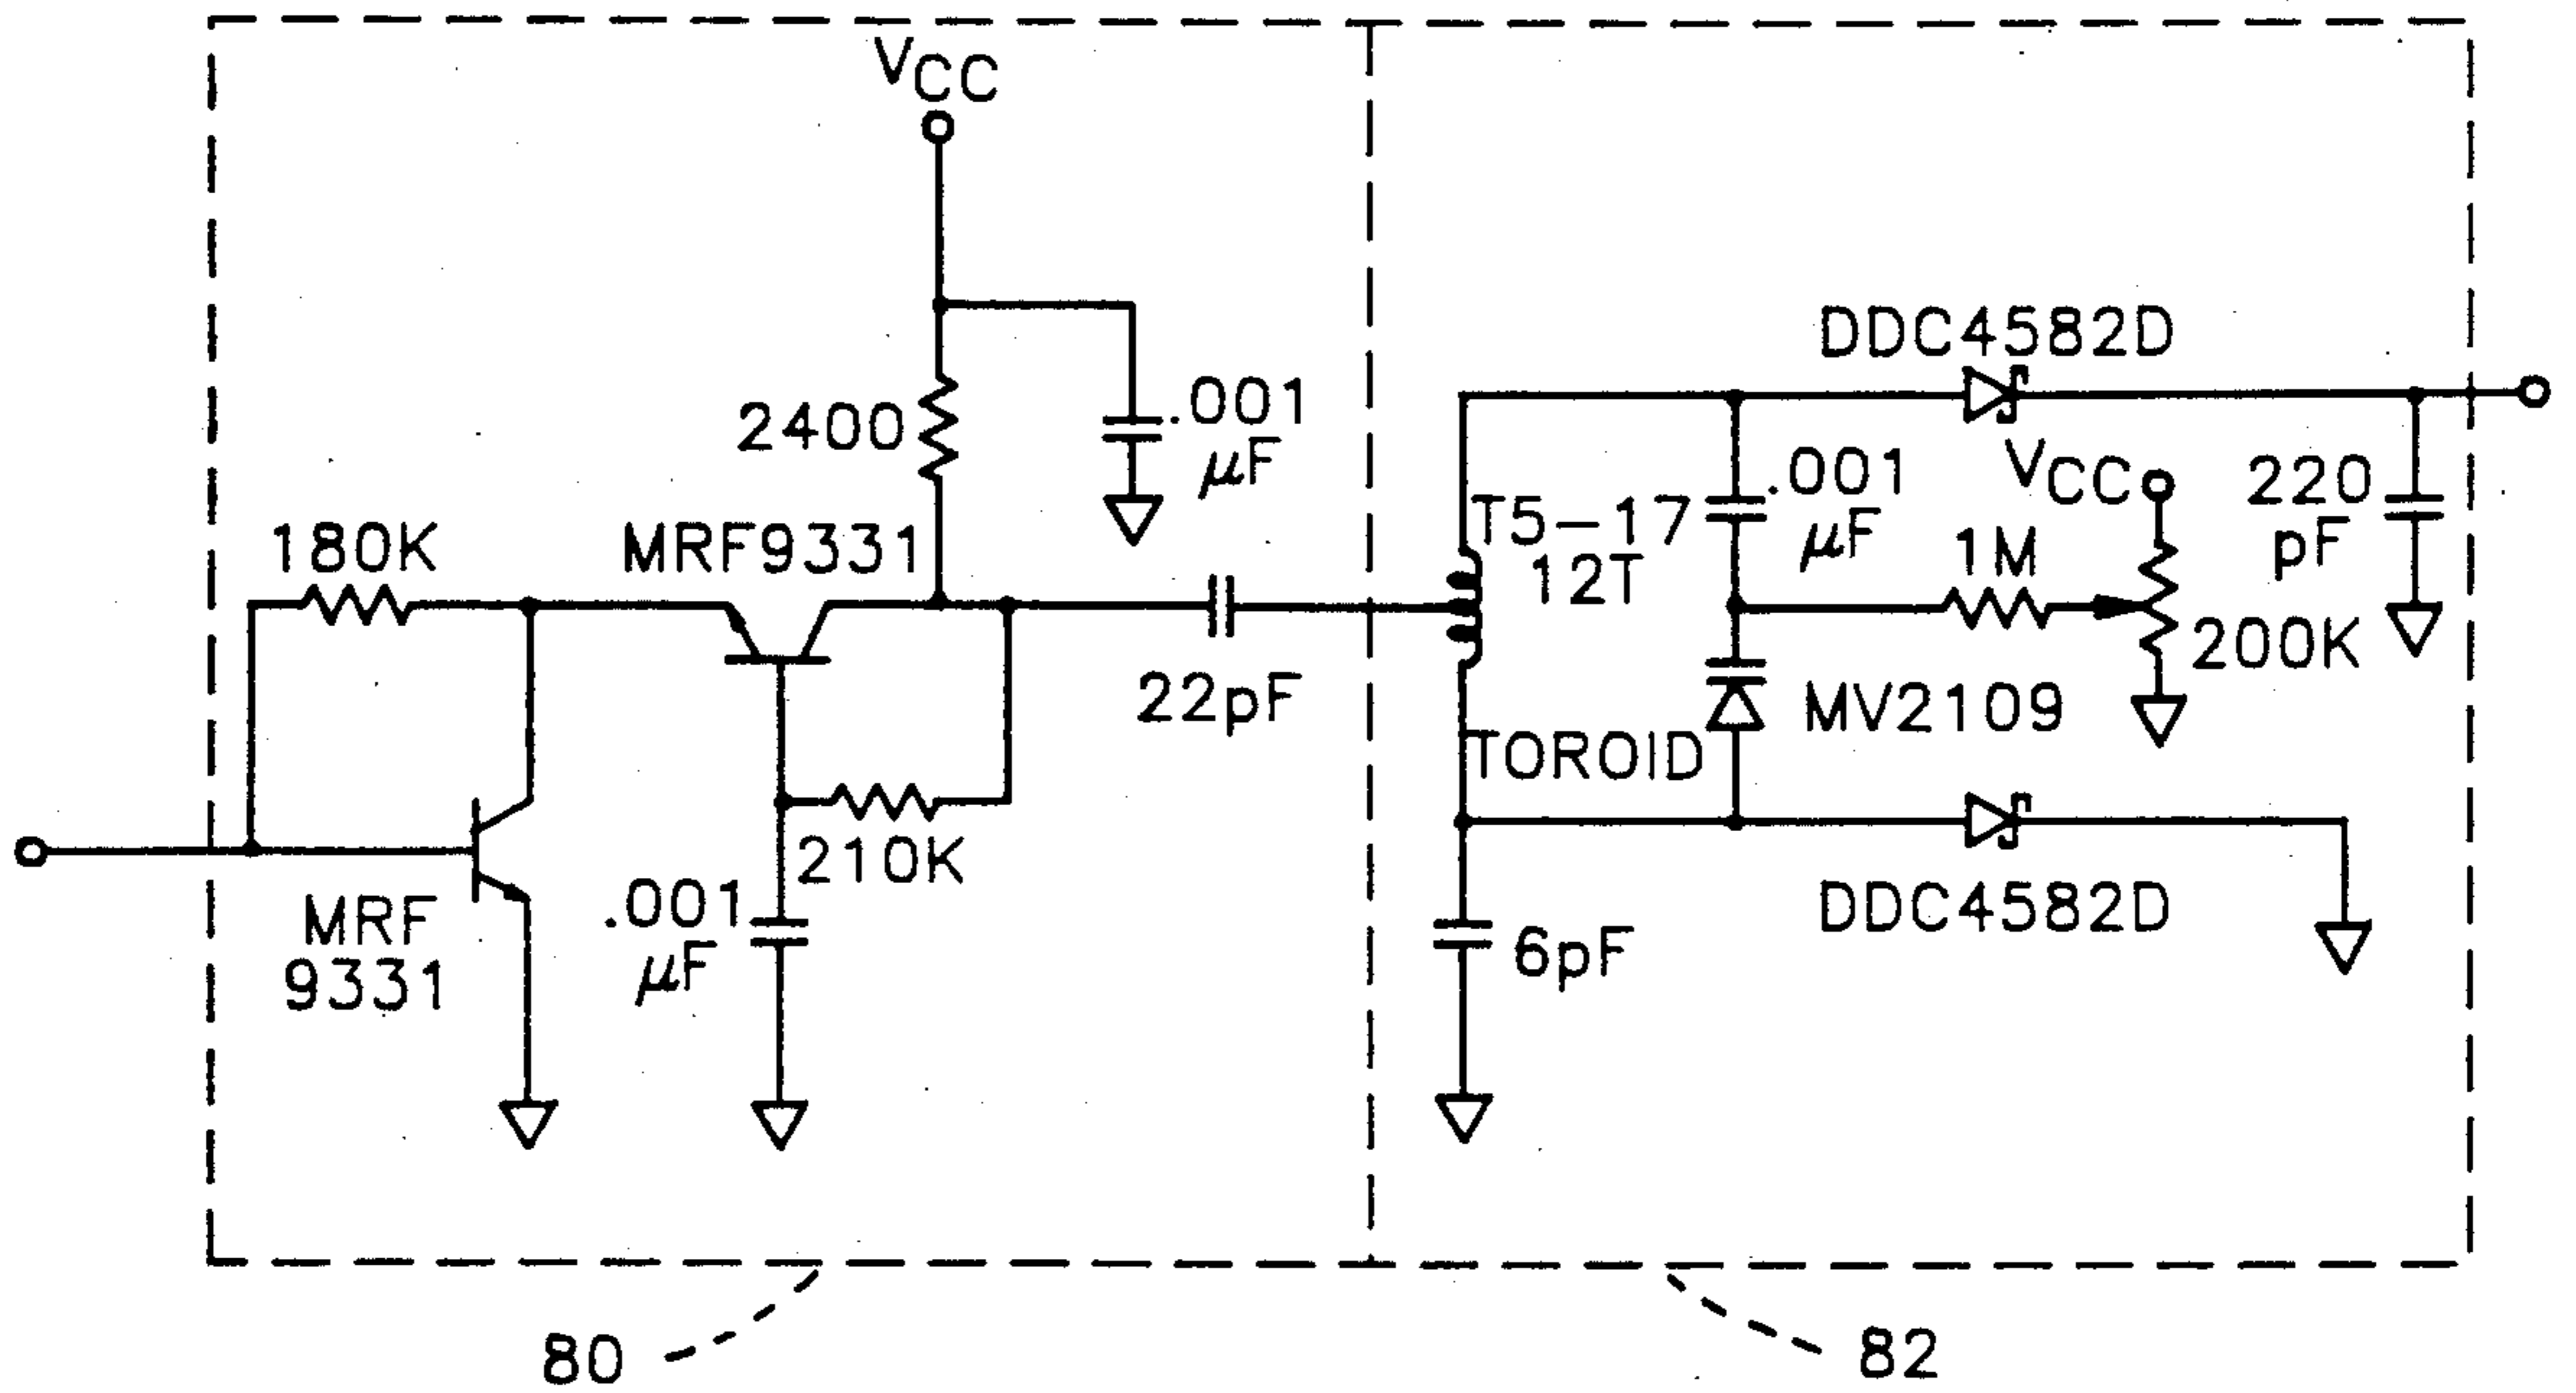 VCC
DDC4582D
2400
.001
μF
.001
μF
VCC
220
pF
T5-17
12T
180K
MRF9331
1M
200K
22pF
MV2109
TOROID
210K
.001
μF
MRF
9331
DDC4582D
6pF
80
82